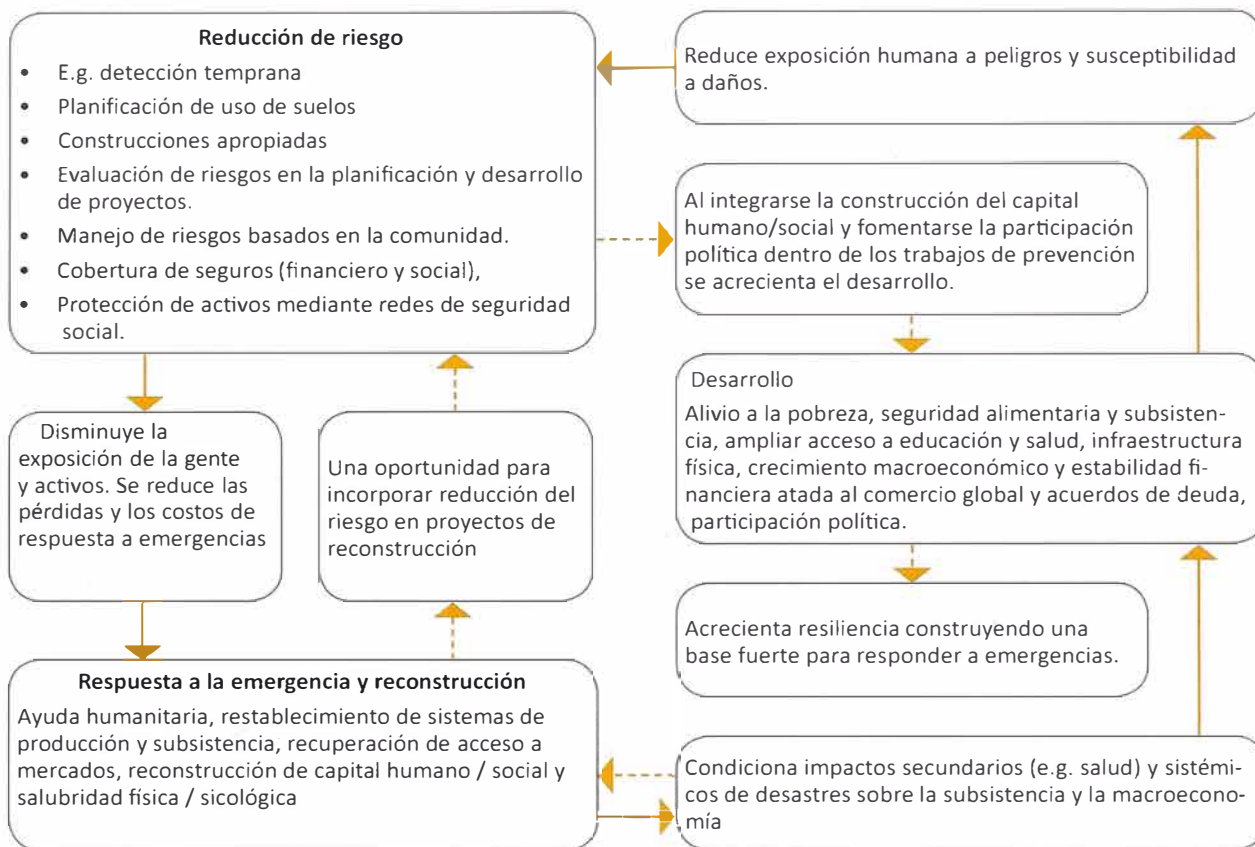 Reducción de riesgo
• E.g. detección temprana
• Planificación de uso de suelos
• Construcciones apropiadas
• Evaluación de riesgos en la planificación y desarrollo
de proyectos.
• Manejo de riesgos basados en la comunidad.
• Cobertura de seguros (financiero y social),
• Protección de activos mediante redes de seguridad
social.
Reduce exposición humana a peligros y susceptibilidad
a daños.
Al integrarse la construcción del capital
humano/social y fomentarse la participación
política dentro de los trabajos de prevención
se acrecienta el desarrollo.
Disminuye la
exposición de la gente
y activos. Se reduce las
pérdidas y los costos de
respuesta a emergencias
Una oportunidad para
incorporar reducción del
riesgo en proyectos de
reconstrucción
Desarrollo
Alivio a la pobreza, seguridad alimentaria y subsisten-
cia, ampliar acceso a educación y salud, infraestructura
física, crecimiento macroeconómico y estabilidad fi-
nanciera atada al comercio global y acuerdos de deuda,
participación política.
Acrecienta resiliencia construyendo una
base fuerte para responder a emergencias.
Respuesta a la emergencia y reconstrucción
Ayuda humanitaria, restablecimiento de sistemas de
producción y subsistencia, recuperación de acceso a
mercados, reconstrucción de capital humano / social y
salubridad física / sicológica
Condiciona impactos secundarios (e.g. salud) y sistémi-
cos de desastres sobre la subsistencia y la macroecono-
mía